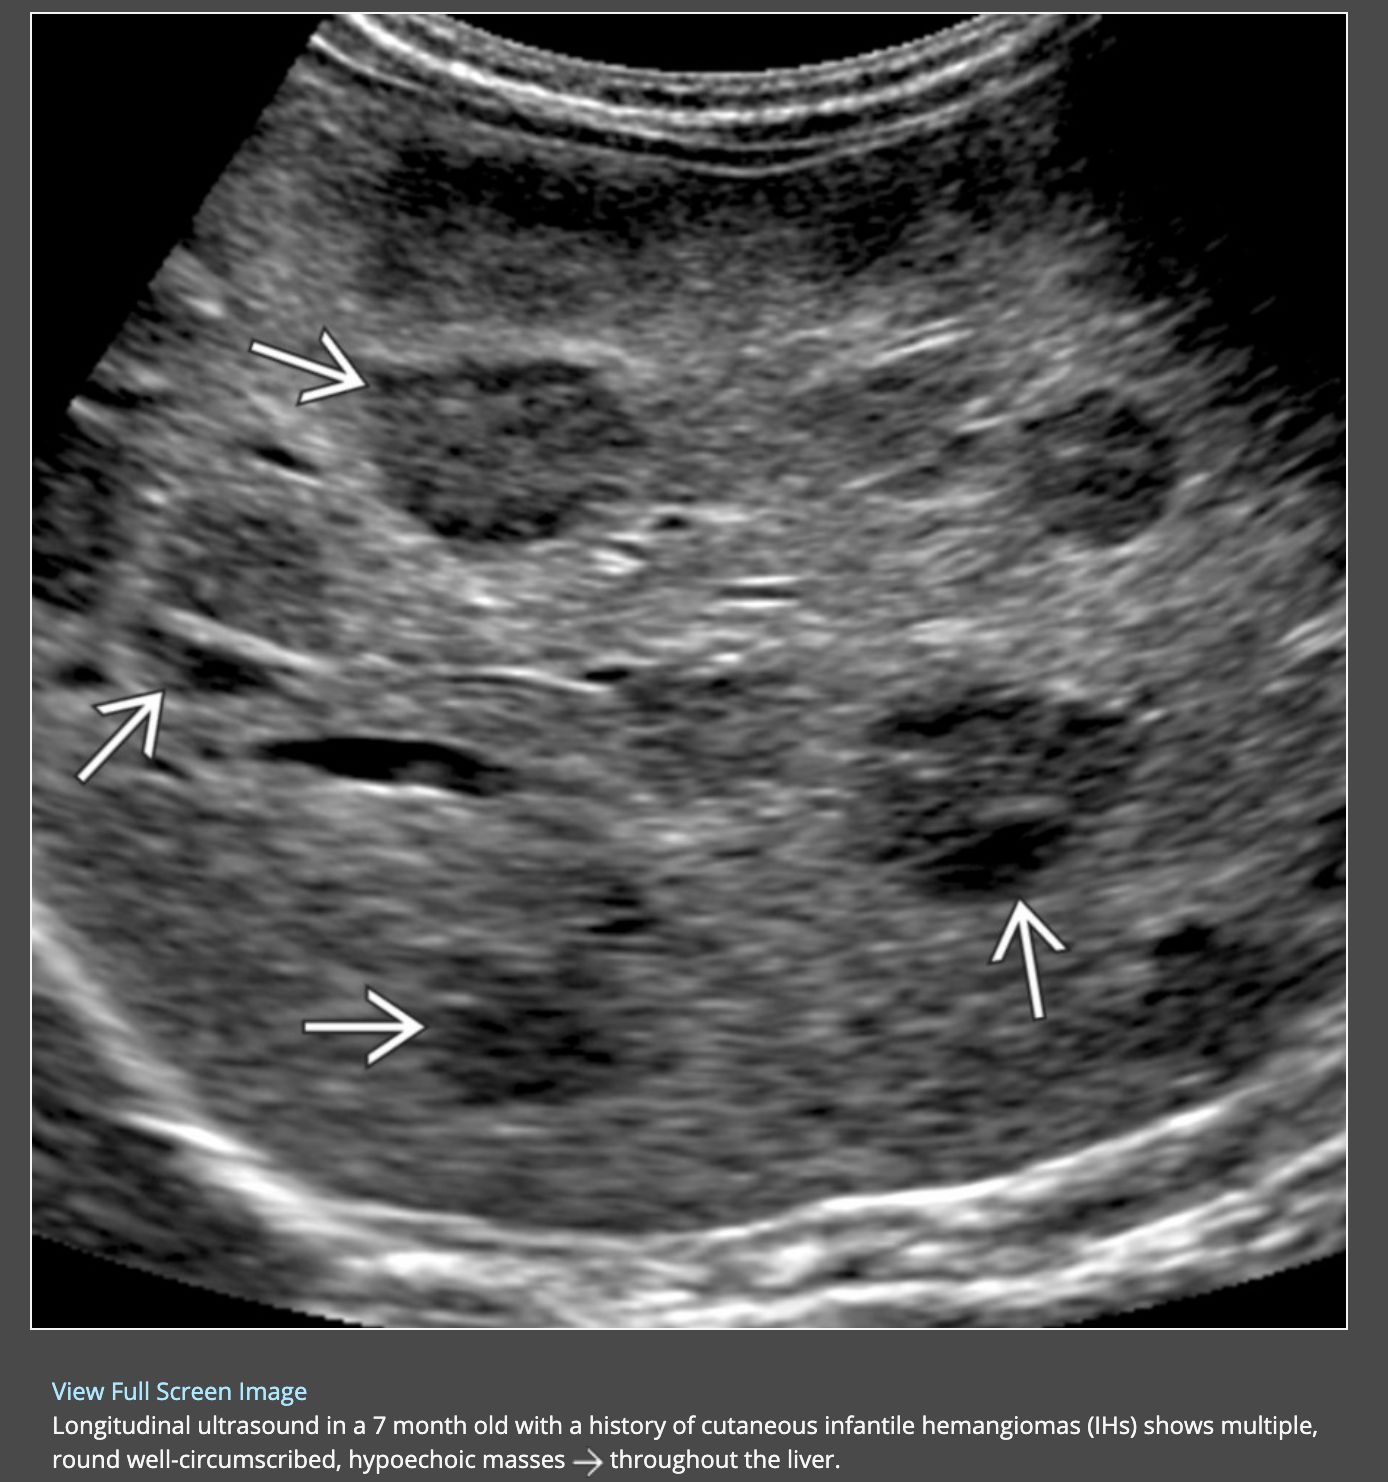 View Full Screen Image
Longitudinal ultrasound in a 7 month old with a history of cutaneous infantile hemangiomas (IHs) shows multiple,
round well-circumscribed, hypoechoic masses → throughout the liver.